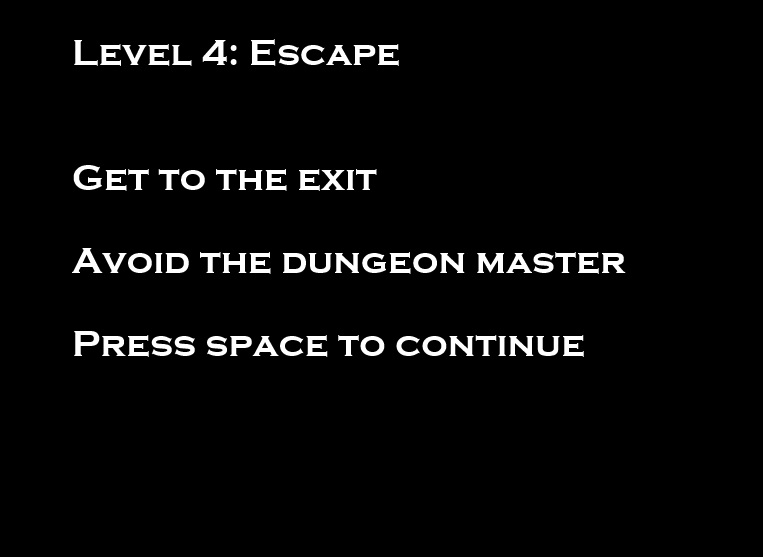 Level 4: Escape
Get to the exit
Avoid the dungeon master
Press space to continue